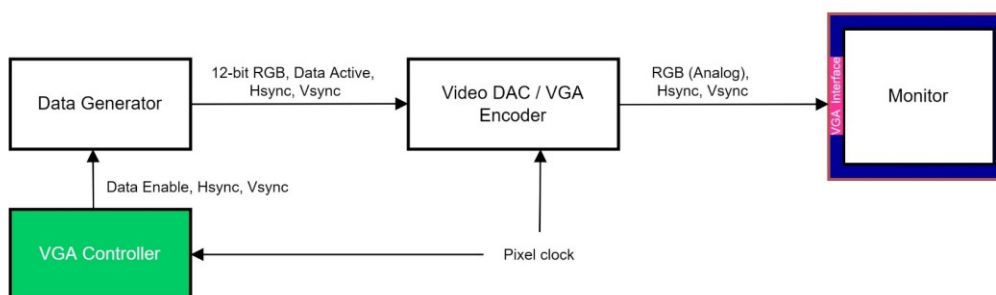 12-bit RGB, Data Active,
Hsync, Vsync
RGB (Analog),
Hsync, Vsync
Data Generator
Video DAC / VGA
Encoder
VGA Interface
Monitor
Data Enable, Hsync, Vsync
VGA Controller
Pixel clock